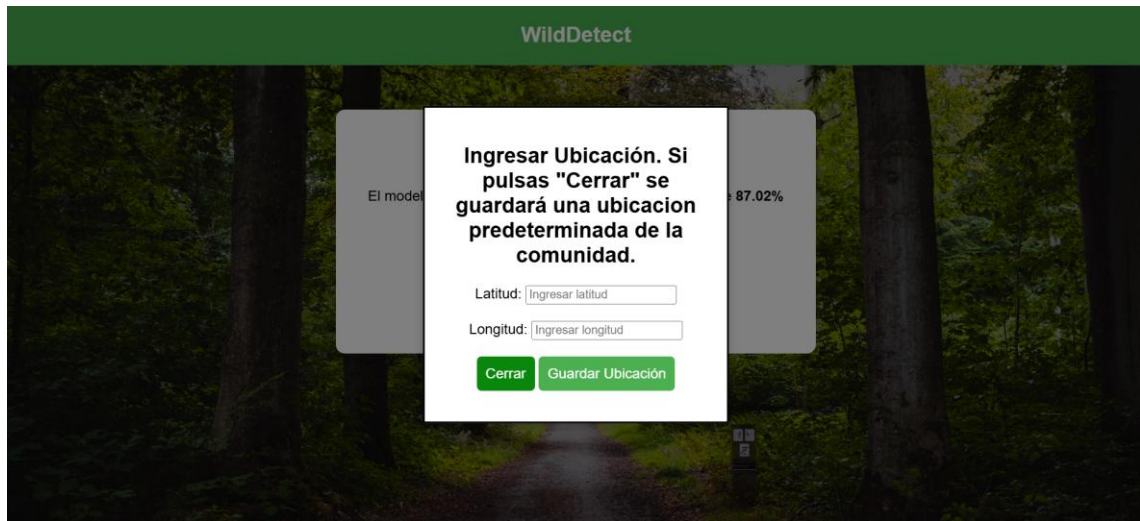 WildDetect
Ingresar Ubicación. Si
pulsas "Cerrar" se
guardará una ubicacion
predeterminada de la
comunidad.
El model
87.02%
Latitud: Ingresar latitud
Longitud: Ingresar longitud
Cerrar Guardar Ubicación